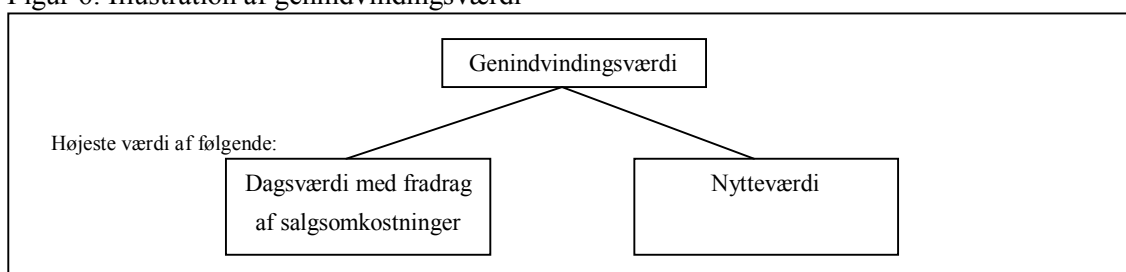 Figur 6: Illustration af genindvindingsværdi
Genindvindingsværdi
Højeste værdi af følgende:
Dagsværdi med fradrag
af salgsomkostninger
Nytteværdi